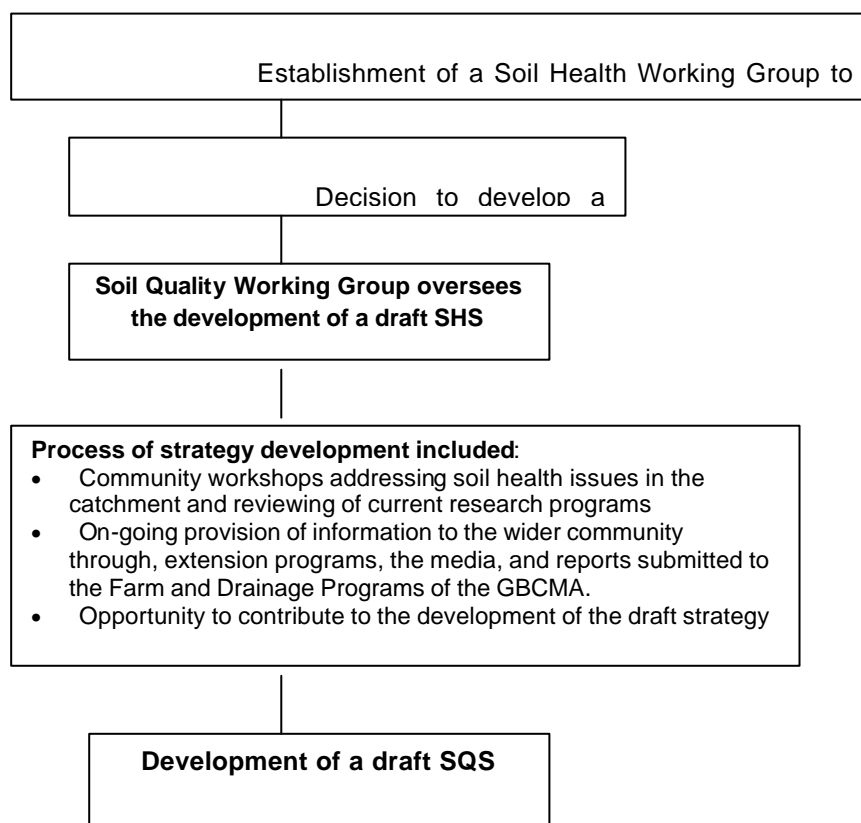 Establishment of a Soil Health Working Group to
Decision to develop a
Soil Quality Working Group oversees
the development of a draft SHS
Process of strategy development included:
• Community workshops addressing soil health issues in the
catchment and reviewing of current research programs
• On-going provision of information to the wider community
through, extension programs, the media, and reports submitted to
the Farm and Drainage Programs of the GBCMA.
• Opportunity to contribute to the development of the draft strategy
Development of a draft SQS